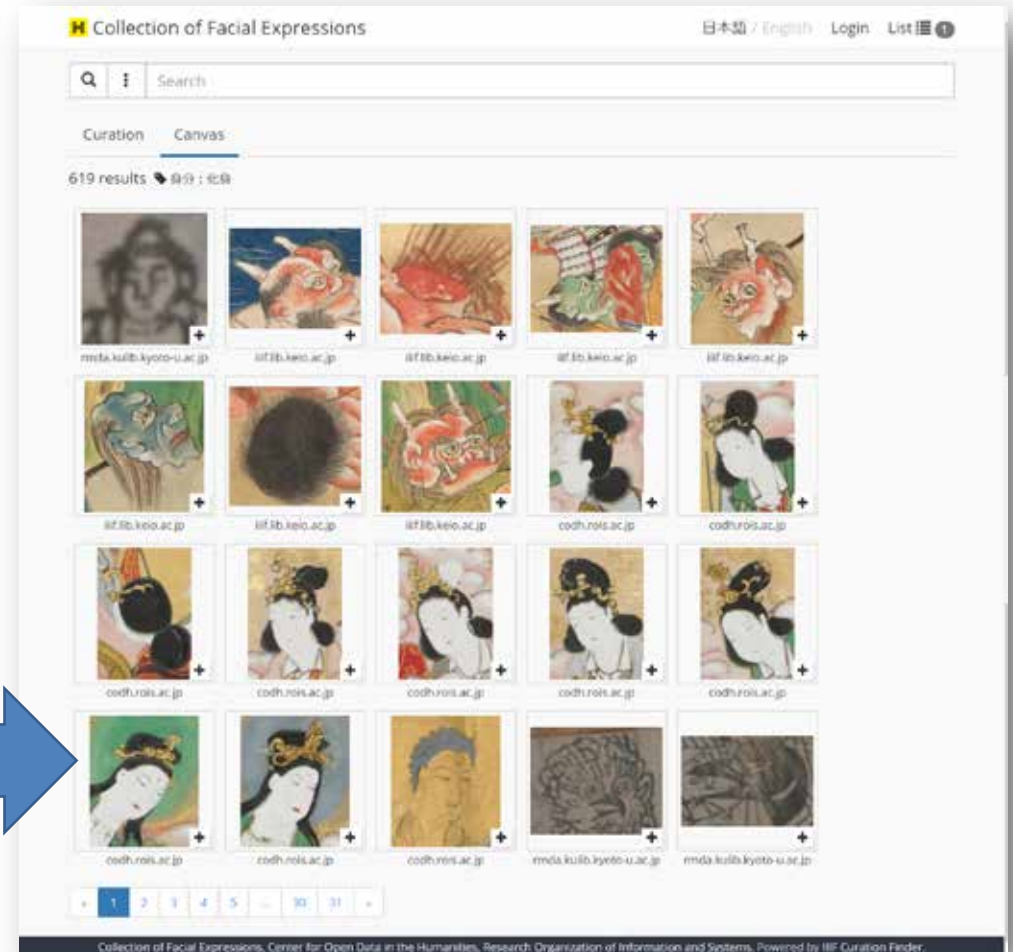 H Collection of Facial Expressions 日本語 / English Login List 1
Search
Curation Canvas
619 results 身分 : 化身
rmda.kulib.kyoto-u.ac.jp iiif.lib.keio.ac.jp iiif.lib.keio.ac.jp iiif.lib.keio.ac.jp iiif.lib.keio.ac.jp
iiif.lib.keio.ac.jp iiif.lib.keio.ac.jp iiif.lib.keio.ac.jp codh.rois.ac.jp codh.rois.ac.jp
codh.rois.ac.jp codh.rois.ac.jp codh.rois.ac.jp codh.rois.ac.jp codh.rois.ac.jp
codh.rois.ac.jp codh.rois.ac.jp codh.rois.ac.jp rmda.kulib.kyoto-u.ac.jp rmda.kulib.kyoto-u.ac.jp
« 1 2 3 4 5 ... 30 31 »
Collection of Facial Expressions, Center for Open Data in the Humanities, Research Organization of Information and Systems. Powered by IIIF Curation Finder.